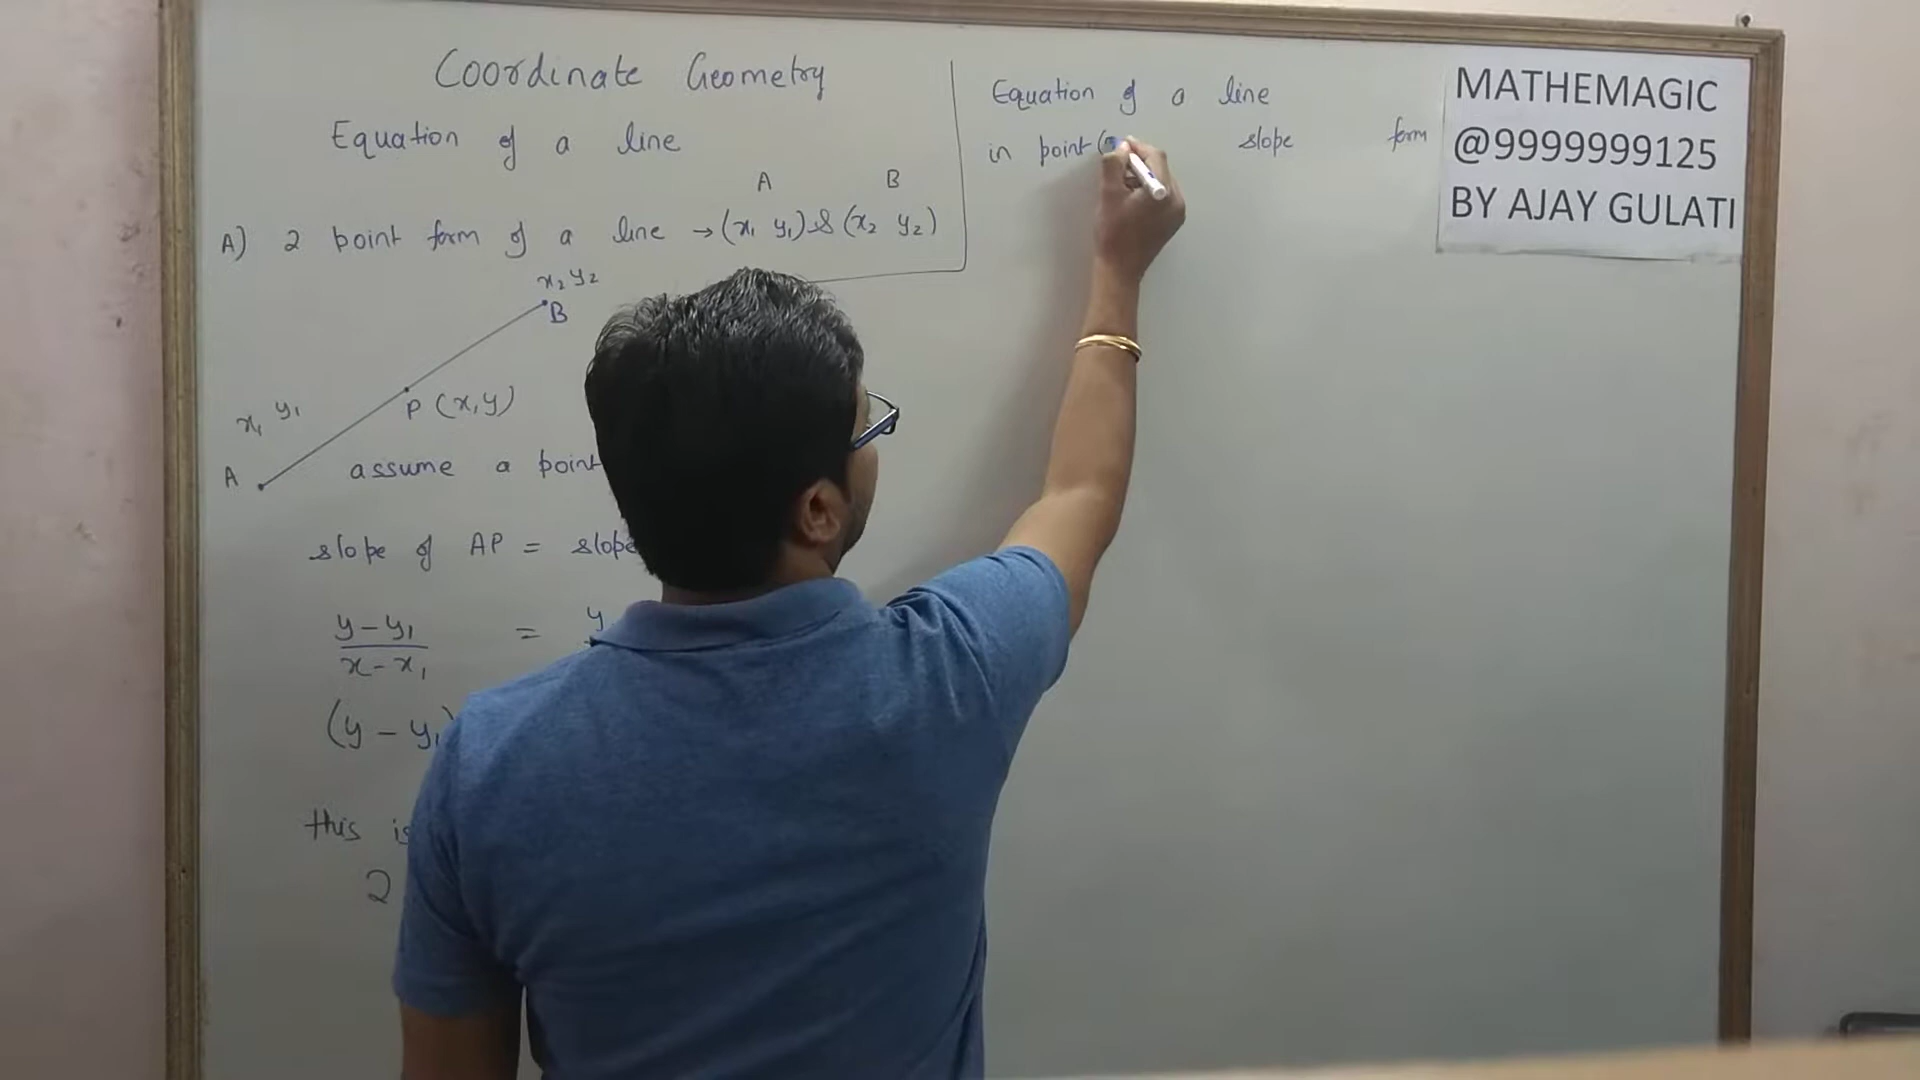 Coordinate Geometry
Equation of a line
A B
A) 2 point form of a line → (x₁ y₁) & (x₂ y₂)
x₂ y₂
B
P (x, y)
x₁ y₁
A
assume a point
slope of AP = slope
y - y₁ = y
x - x₁
(y - y₁)
this is
2
Equation of a line
in point ( slope form
MATHEMAGIC
@9999999125
BY AJAY GULATI